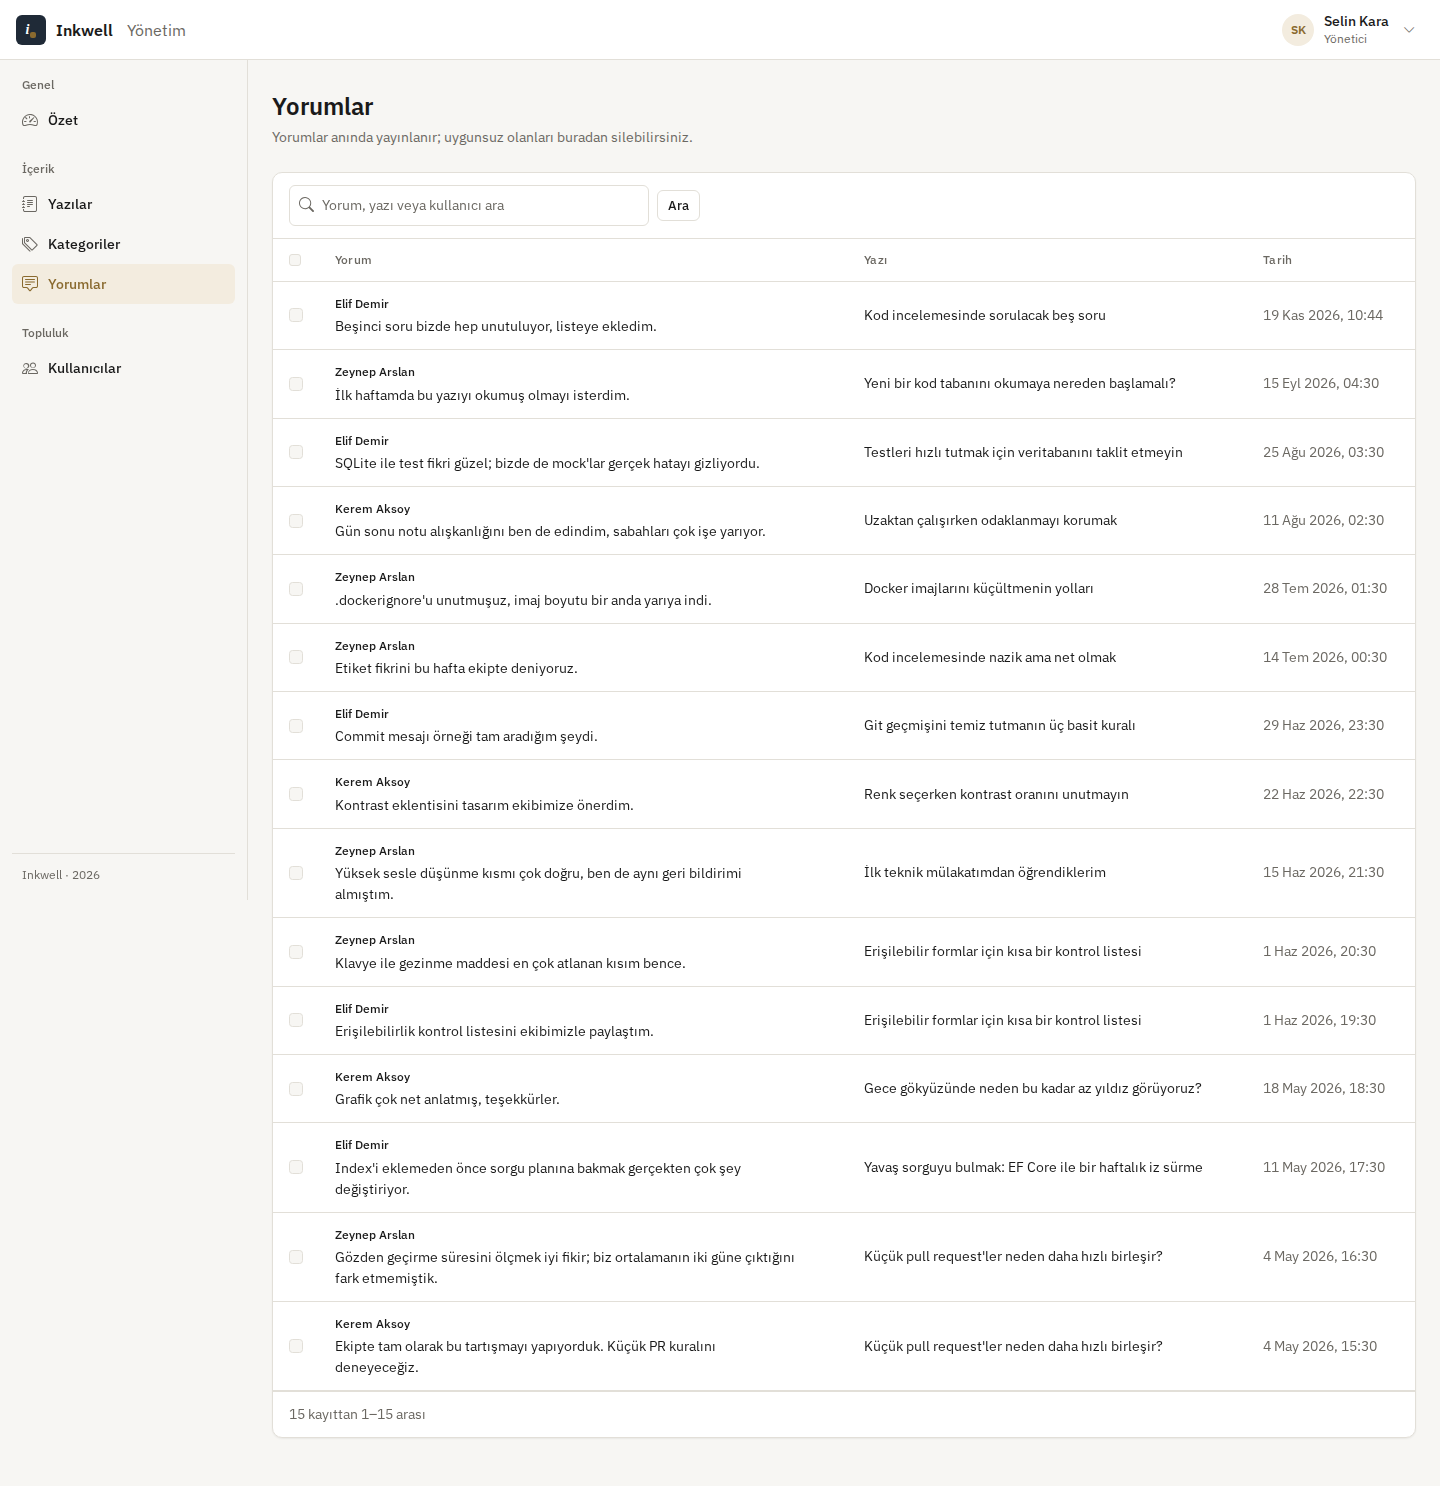 i
Inkwell Yönetim
SK
Selin Kara
Yönetici
Genel
Özet
İçerik
Yazılar
Kategoriler
Yorumlar
Topluluk
Kullanıcılar
Inkwell · 2026
Yorumlar
Yorumlar anında yayınlanır; uygunsuz olanları buradan silebilirsiniz.
Yorum, yazı veya kullanıcı ara
Ara
Yorum Yazı Tarih
Elif Demir
Beşinci soru bizde hep unutuluyor, listeye ekledim.
Kod incelemesinde sorulacak beş soru
19 Kas 2026, 10:44
Zeynep Arslan
İlk haftamda bu yazıyı okumuş olmayı isterdim.
Yeni bir kod tabanını okumaya nereden başlamalı?
15 Eyl 2026, 04:30
Elif Demir
SQLite ile test fikri güzel; bizde de mock'lar gerçek hatayı gizliyordu.
Testleri hızlı tutmak için veritabanını taklit etmeyin
25 Ağu 2026, 03:30
Kerem Aksoy
Gün sonu notu alışkanlığını ben de edindim, sabahları çok işe yarıyor.
Uzaktan çalışırken odaklanmayı korumak
11 Ağu 2026, 02:30
Zeynep Arslan
.dockerignore'u unutmuşuz, imaj boyutu bir anda yarıya indi.
Docker imajlarını küçültmenin yolları
28 Tem 2026, 01:30
Zeynep Arslan
Etiket fikrini bu hafta ekipte deniyoruz.
Kod incelemesinde nazik ama net olmak
14 Tem 2026, 00:30
Elif Demir
Commit mesajı örneği tam aradığım şeydi.
Git geçmişini temiz tutmanın üç basit kuralı
29 Haz 2026, 23:30
Kerem Aksoy
Kontrast eklentisini tasarım ekibimize önerdim.
Renk seçerken kontrast oranını unutmayın
22 Haz 2026, 22:30
Zeynep Arslan
Yüksek sesle düşünme kısmı çok doğru, ben de aynı geri bildirimi
almıştım.
İlk teknik mülakatımdan öğrendiklerim
15 Haz 2026, 21:30
Zeynep Arslan
Klavye ile gezinme maddesi en çok atlanan kısım bence.
Erişilebilir formlar için kısa bir kontrol listesi
1 Haz 2026, 20:30
Elif Demir
Erişilebilirlik kontrol listesini ekibimizle paylaştım.
Erişilebilir formlar için kısa bir kontrol listesi
1 Haz 2026, 19:30
Kerem Aksoy
Grafik çok net anlatmış, teşekkürler.
Gece gökyüzünde neden bu kadar az yıldız görüyoruz?
18 May 2026, 18:30
Elif Demir
Index'i eklemeden önce sorgu planına bakmak gerçekten çok şey
değiştiriyor.
Yavaş sorguyu bulmak: EF Core ile bir haftalık iz sürme
11 May 2026, 17:30
Zeynep Arslan
Gözden geçirme süresini ölçmek iyi fikir; biz ortalamanın iki güne çıktığını
fark etmemiştik.
Küçük pull request'ler neden daha hızlı birleşir?
4 May 2026, 16:30
Kerem Aksoy
Ekipte tam olarak bu tartışmayı yapıyorduk. Küçük PR kuralını
deneyeceğiz.
Küçük pull request'ler neden daha hızlı birleşir?
4 May 2026, 15:30
15 kayıttan 1–15 arası